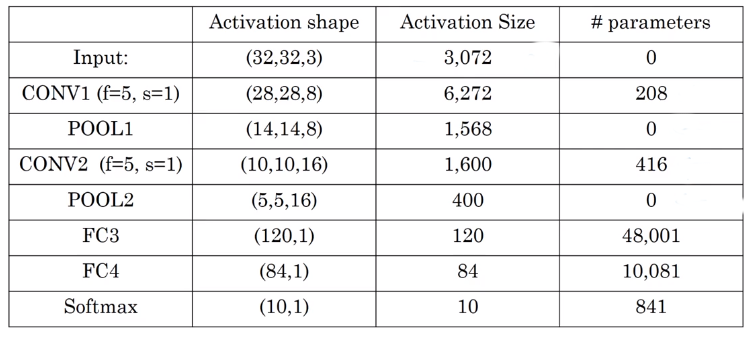 Activation shape Activation Size # parameters
Input: (32,32,3) 3,072 0
CONV1 (f=5, s=1) (28,28,8) 6,272 208
POOL1 (14,14,8) 1,568 0
CONV2 (f=5, s=1) (10,10,16) 1,600 416
POOL2 (5,5,16) 400 0
FC3 (120,1) 120 48,001
FC4 (84,1) 84 10,081
Softmax (10,1) 10 841